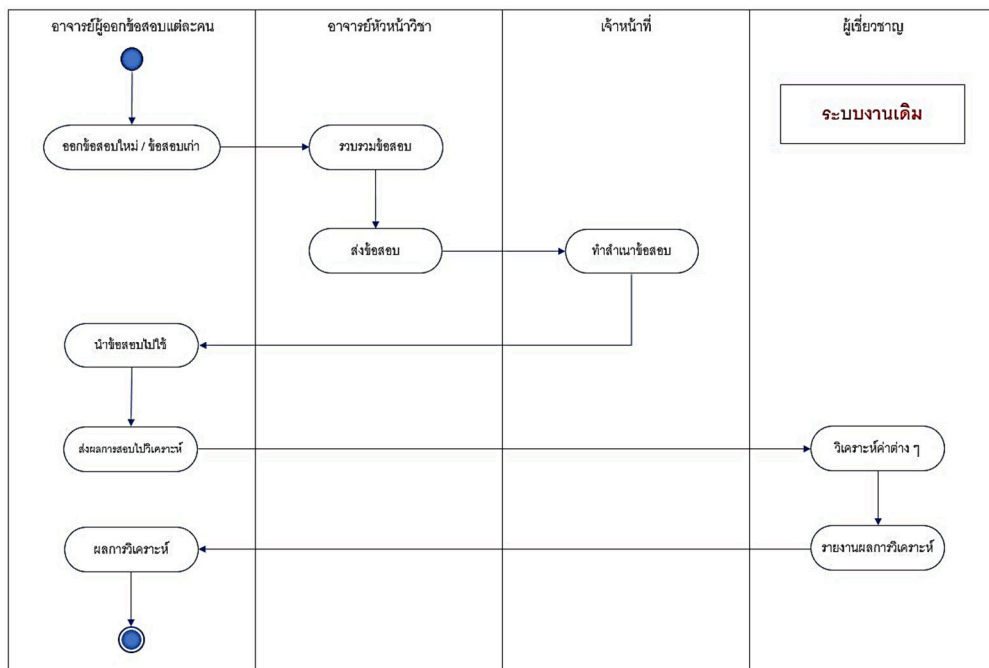 อาจารย์ผู้ออกข้อสอบแต่ละคน
อาจารย์หัวหน้าวิชา
เจ้าหน้าที่
ผู้เชี่ยวชาญ
ระบบงานเดิม
ออกข้อสอบใหม่ / ข้อสอบเก่า
รวบรวมข้อสอบ
ส่งข้อสอบ
ทำสำเนาข้อสอบ
นำข้อสอบไปใช้
ส่งผลการสอบไปวิเคราะห์
วิเคราะห์ค่าต่าง ๆ
ผลการวิเคราะห์
รายงานผลการวิเคราะห์